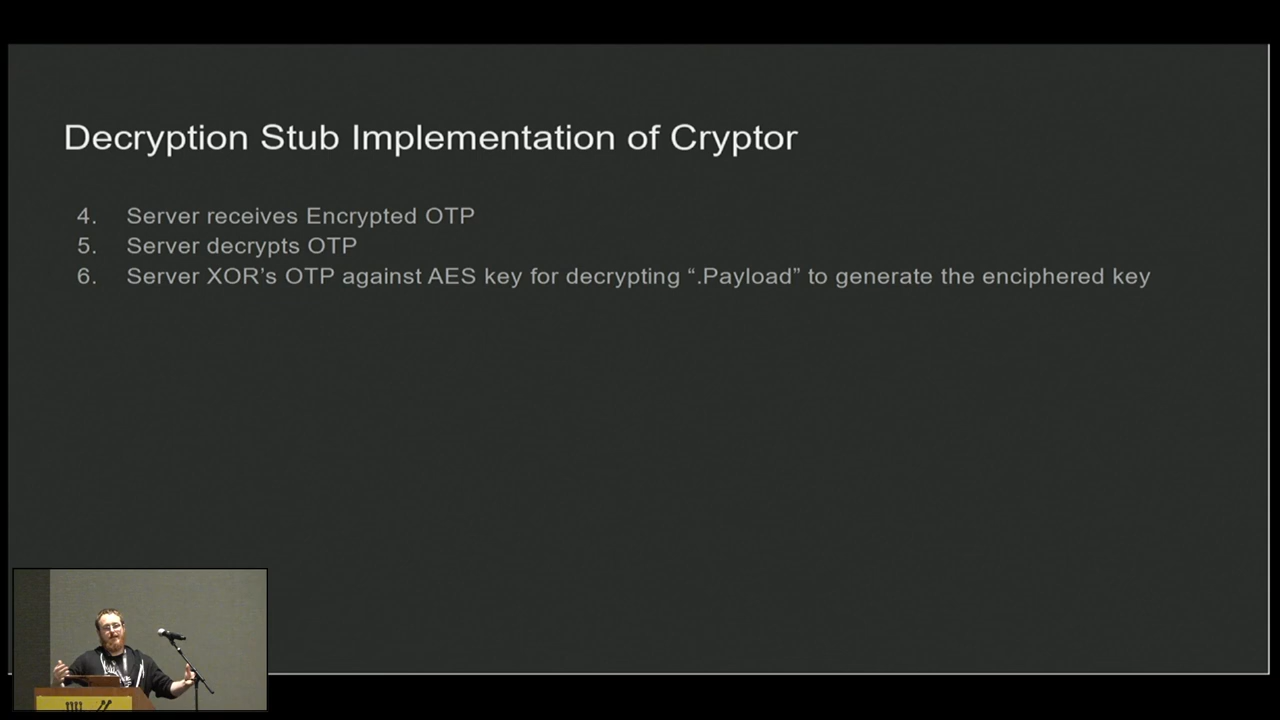 Decryption Stub Implementation of Cryptor
4. Server receives Encrypted OTP
5. Server decrypts OTP
6. Server XOR’s OTP against AES key for decrypting “.Payload” to generate the enciphered key